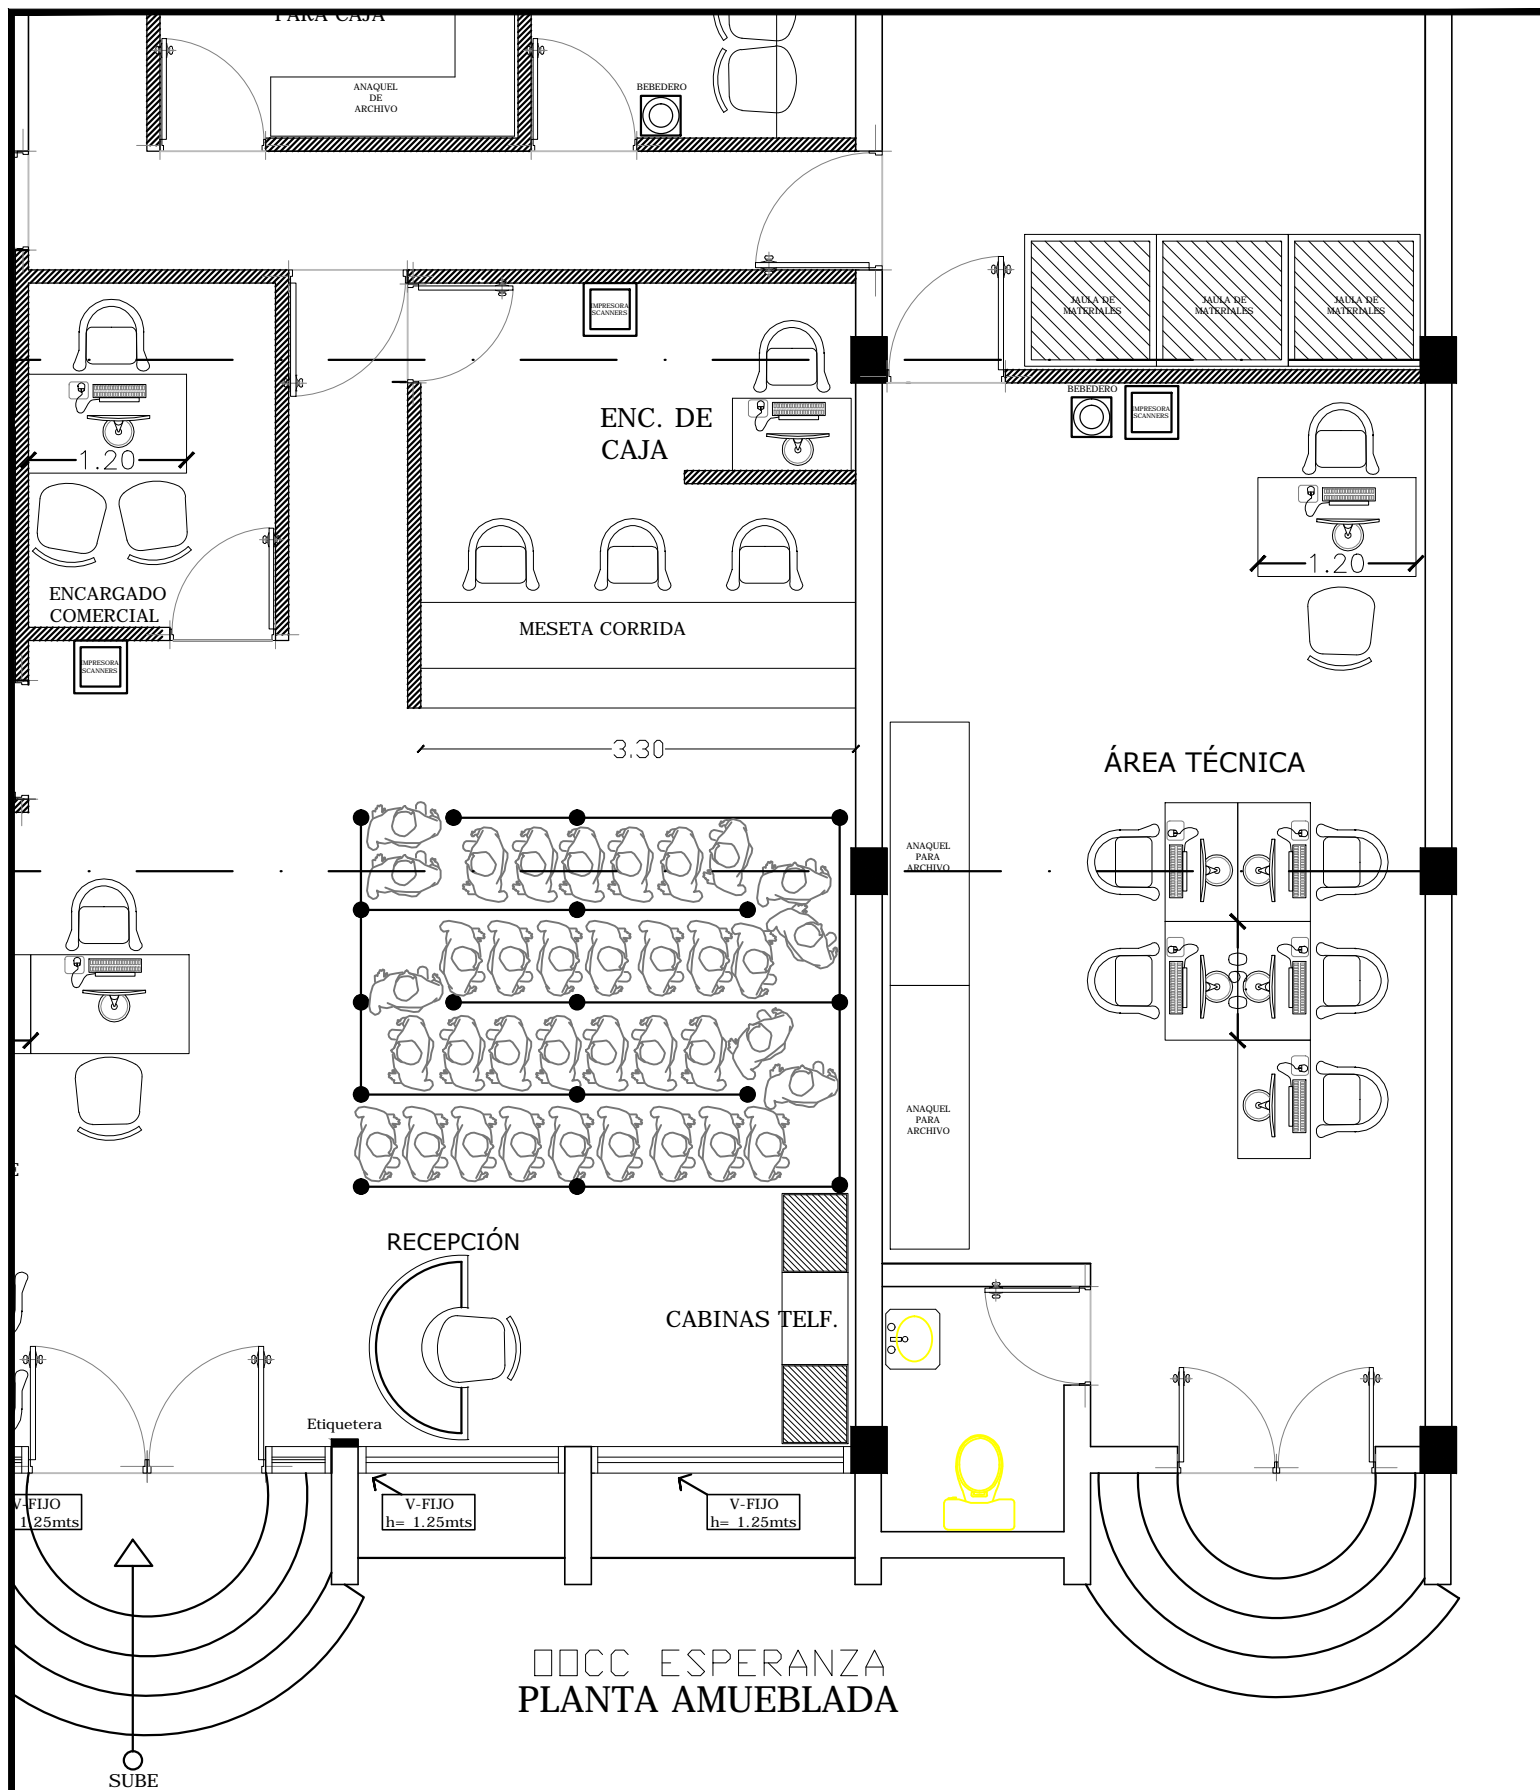 PARA CAJA
ANAQUEL
DE
ARCHIVO
BEBEDERO
JAULA DE
MATERIALES
JAULA DE
MATERIALES
JAULA DE
MATERIALES
IMPRESORA
SCANNERS
BEBEDERO
IMPRESORA
SCANNERS
ENC. DE
CAJA
1.20
1.20
ENCARGADO
COMERCIAL
MESETA CORRIDA
IMPRESORA
SCANNERS
3.30
ÁREA TÉCNICA
ANAQUEL
PARA
ARCHIVO
ANAQUEL
PARA
ARCHIVO
RECEPCIÓN
CABINAS TELF.
Etiquetera
V-FIJO
1.25mts
V-FIJO
h= 1.25mts
V-FIJO
h= 1.25mts
CC ESPERANZA
PLANTA AMUEBLADA
SUBE